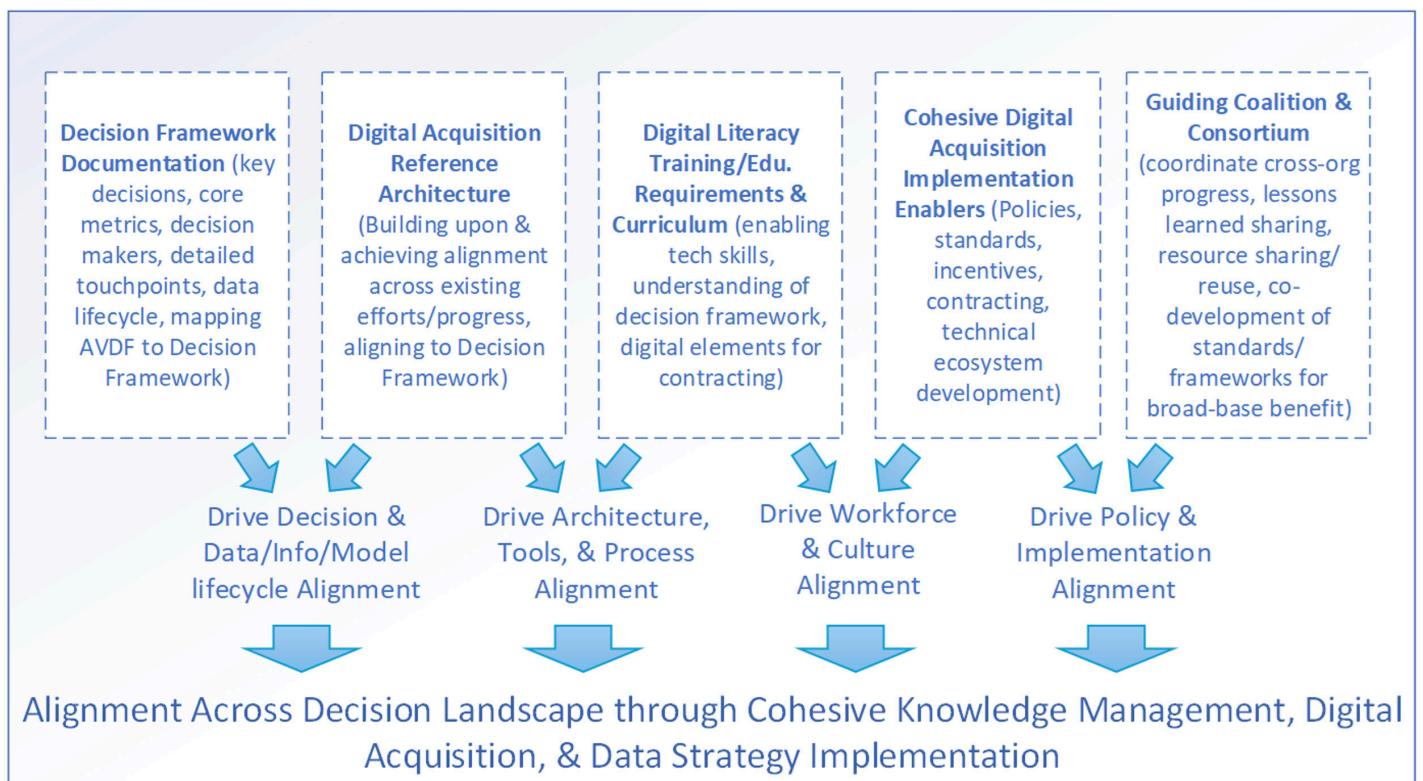 Decision Framework
Documentation (key
decisions, core
metrics, decision
makers, detailed
touchpoints, data
lifecycle, mapping
AVDF to Decision
Framework)
Digital Acquisition
Reference
Architecture
(Building upon &
achieving alignment
across existing
efforts/progress,
aligning to Decision
Framework)
Digital Literacy
Training/Edu.
Requirements &
Curriculum (enabling
tech skills,
understanding of
decision framework,
digital elements for
contracting)
Cohesive Digital
Acquisition
Implementation
Enablers (Policies,
standards,
incentives,
contracting,
technical
ecosystem
development)
Guiding Coalition &
Consortium
(coordinate cross-org
progress, lessons
learned sharing,
resource sharing/
reuse, co-
development of
standards/
frameworks for
broad-base benefit)
Drive Decision &
Data/Info/Model
lifecycle Alignment
Drive Architecture,
Tools, & Process
Alignment
Drive Workforce
& Culture
Alignment
Drive Policy &
Implementation
Alignment
Alignment Across Decision Landscape through Cohesive Knowledge Management, Digital
Acquisition, & Data Strategy Implementation